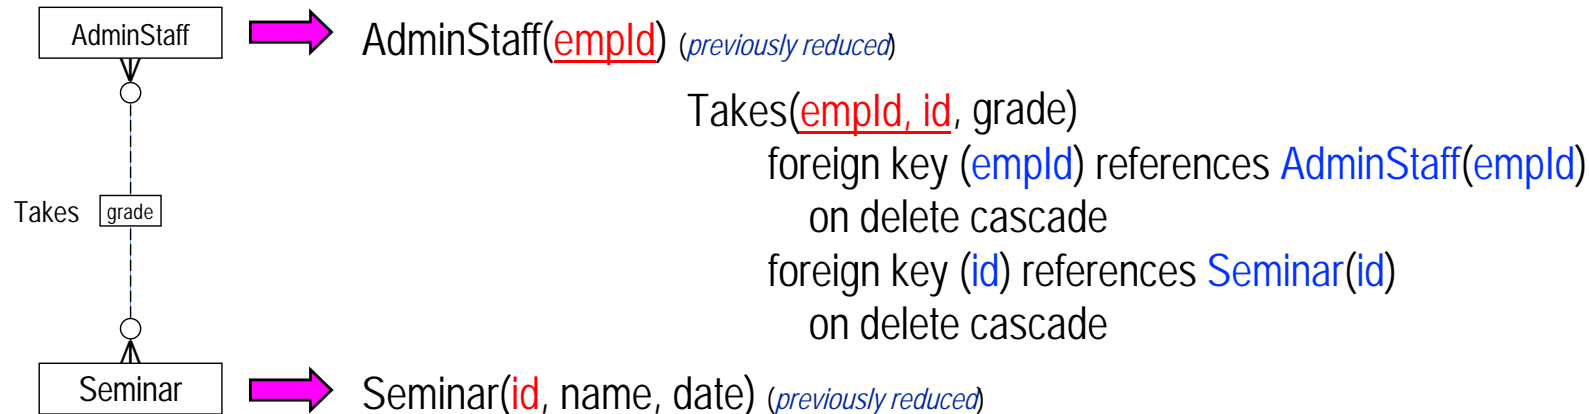 AdminStaff
AdminStaff(empId) (previously reduced)
Takes(empId, id, grade)
foreign key (empId) references AdminStaff(empId)
on delete cascade
Takes grade
foreign key (id) references Seminar(id)
on delete cascade
Seminar
Seminar(id, name, date) (previously reduced)